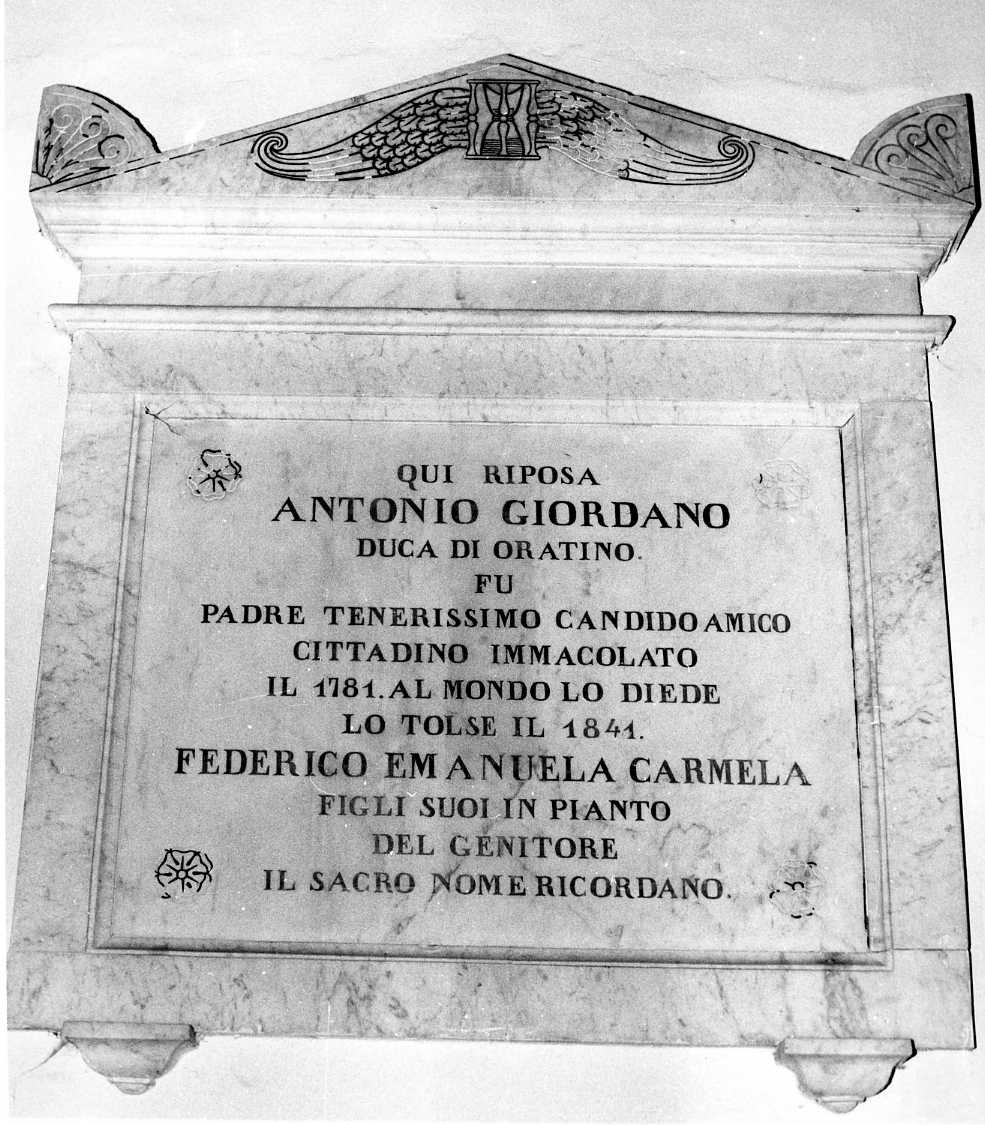 QUI RIPOSA
ANTONIO GIORDANO
DUCA DI ORATINO.
FU
PADRE TENERISSIMO CANDIDO AMICO
CITTADINO IMMACOLATO
IL 1781. AL MONDO LO DIEDE
LO TOLSE IL 1841.
FEDERICO EMANUELA CARMELA
FIGLI SUOI IN PIANTO
DEL GENITORE
IL SACRO NOME RICORDANO.